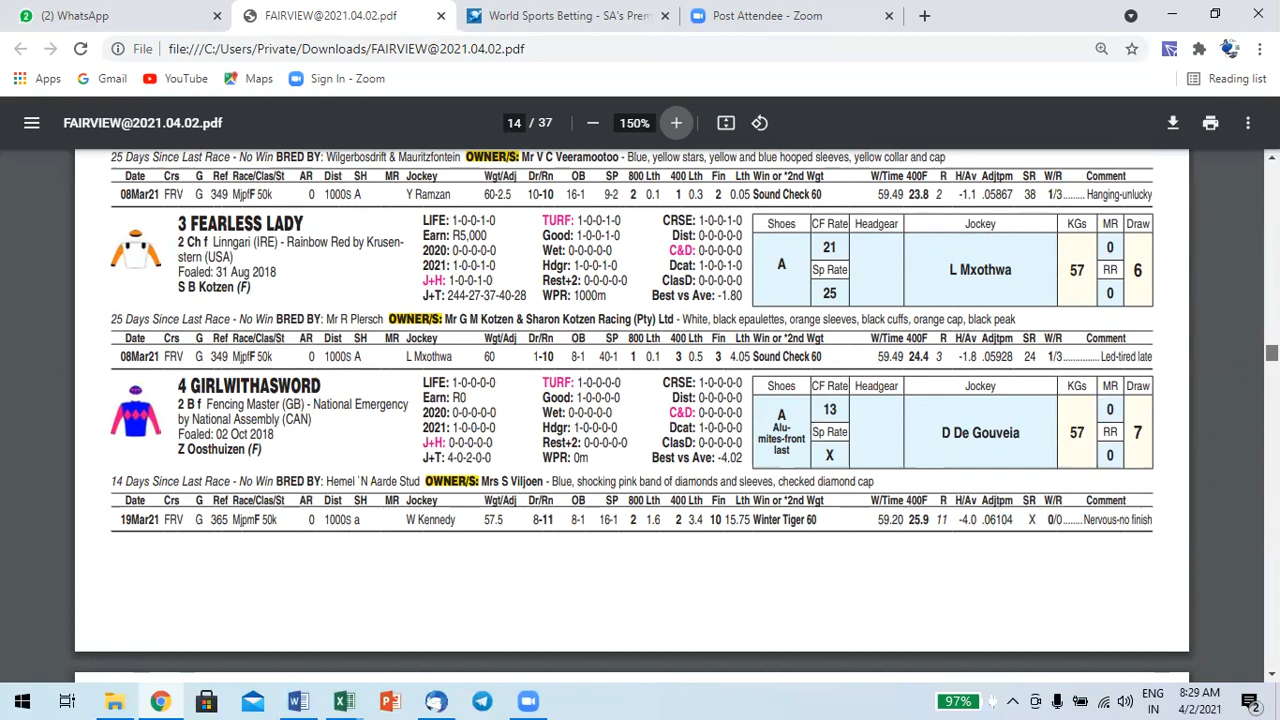 (2) WhatsApp
FAIRVIEW@2021.04.02.pdf
World Sports Betting - SA's Prem
Post Attendee - Zoom
File
file:///C:/Users/Private/Downloads/FAIRVIEW@2021.04.02.pdf
Apps Gmail YouTube Maps Sign In - Zoom Reading list
FAIRVIEW@2021.04.02.pdf 14 / 37 150%
25 Days Since Last Race - No Win BRED BY: Wilgerbosdrift & Mauritzfontein OWNER/S: Mr V C Veeramootoo - Blue, yellow stars, yellow and blue hooped sleeves, yellow collar and cap
Date Crs G Ref Race/Clas/St AR Dist SH MR Jockey Wgt/Adj Dr/Rn OB SP 800 Lth 400 Lth Fin Lth Win or *2nd Wgt W/Time 400F R H/Av Adjtpm SR W/R Comment
08Mar21 FRV G 349 MjpfF 50k 0 1000S A Y Ramzan 60-2.5 10-10 16-1 9-2 2 0.1 1 0.3 2 0.05 Sound Check 60 59.49 23.8 2 -1.1 .05867 38 1/3 Hanging-unlucky
3 FEARLESS LADY
2 Ch f Linngari (IRE) - Rainbow Red by Krusen-
stern (USA)
Foaled: 31 Aug 2018
S B Kotzen (F)
LIFE: 1-0-0-1-0 TURF: 1-0-0-1-0 CRSE: 1-0-0-1-0
Earn: R5,000 Good: 1-0-0-1-0 Dist: 0-0-0-0-0
2020: 0-0-0-0-0 Wet: 0-0-0-0-0 C&D: 0-0-0-0-0
2021: 1-0-0-1-0 Hdgr: 1-0-0-1-0 Dcat: 1-0-0-1-0
J+H: 1-0-0-1-0 Rest+2: 0-0-0-0-0 ClasD: 0-0-0-0-0
J+T: 244-27-37-40-28 WPR: 1000m Best vs Ave: -1.80
Shoes CF Rate Headgear Jockey KGs MR Draw
A 21 L Mxothwa 57 0 6
Sp Rate RR
25 0
25 Days Since Last Race - No Win BRED BY: Mr R Plersch OWNER/S: Mr G M Kotzen & Sharon Kotzen Racing (Pty) Ltd - White, black epaulettes, orange sleeves, black cuffs, orange cap, black peak
Date Crs G Ref Race/Clas/St AR Dist SH MR Jockey Wgt/Adj Dr/Rn OB SP 800 Lth 400 Lth Fin Lth Win or *2nd Wgt W/Time 400F R H/Av Adjtpm SR W/R Comment
08Mar21 FRV G 349 MjpfF 50k 0 1000S A L Mxothwa 60 1-10 8-1 40-1 1 0.1 3 0.5 3 4.05 Sound Check 60 59.49 24.4 3 -1.8 .05928 24 1/3 ............... Led-tired late
4 GIRLWITHASWORD
2 B f Fencing Master (GB) - National Emergency
by National Assembly (CAN)
Foaled: 02 Oct 2018
Z Oosthuizen (F)
LIFE: 1-0-0-0-0 TURF: 1-0-0-0-0 CRSE: 1-0-0-0-0
Earn: R0 Good: 1-0-0-0-0 Dist: 0-0-0-0-0
2020: 0-0-0-0-0 Wet: 0-0-0-0-0 C&D: 0-0-0-0-0
2021: 1-0-0-0-0 Hdgr: 1-0-0-0-0 Dcat: 1-0-0-0-0
J+H: 0-0-0-0-0 Rest+2: 0-0-0-0-0 ClasD: 0-0-0-0-0
J+T: 4-0-2-0-0 WPR: 0m Best vs Ave: -4.02
Shoes CF Rate Headgear Jockey KGs MR Draw
A 13 0
Alu-
mites-front
last
Sp Rate D De Gouveia 57 RR 7
X 0
14 Days Since Last Race - No Win BRED BY: Hemel `N Aarde Stud OWNER/S: Mrs S Viljoen - Blue, shocking pink band of diamonds and sleeves, checked diamond cap
Date Crs G Ref Race/Clas/St AR Dist SH MR Jockey Wgt/Adj Dr/Rn OB SP 800 Lth 400 Lth Fin Lth Win or *2nd Wgt W/Time 400F R H/Av Adjtpm SR W/R Comment
19Mar21 FRV G 365 MjpmF 50k 0 1000S a W Kennedy 57.5 8-11 8-1 16-1 2 1.6 2 3.4 10 15.75 Winter Tiger 60 59.20 25.9 11 -4.0 .06104 X 0/0 ........ Nervous-no finish
97% ENG
IN
8:29 AM
4/2/2021
2